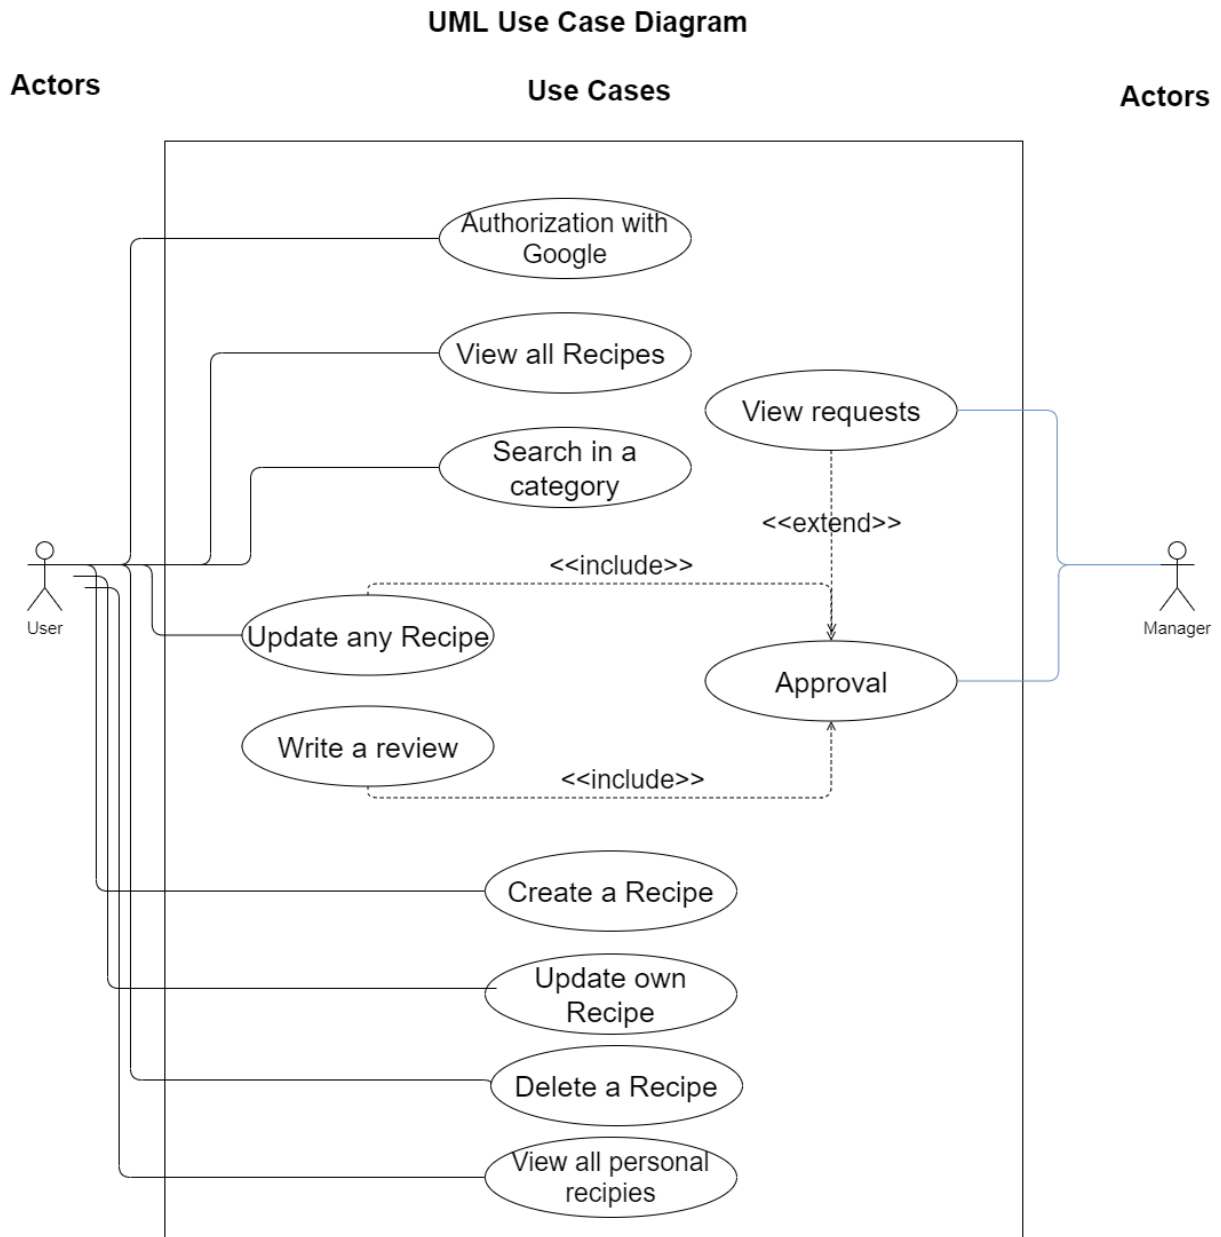 UML Use Case Diagram
Actors
Use Cases
Actors
Authorization with
Google
View all Recipes
View requests
Search in a
category
<<extend>>
<<include>>
User
Manager
Update any Recipe
Approval
Write a review
<<include>>
Create a Recipe
Update own
Recipe
Delete a Recipe
View all personal
recipies